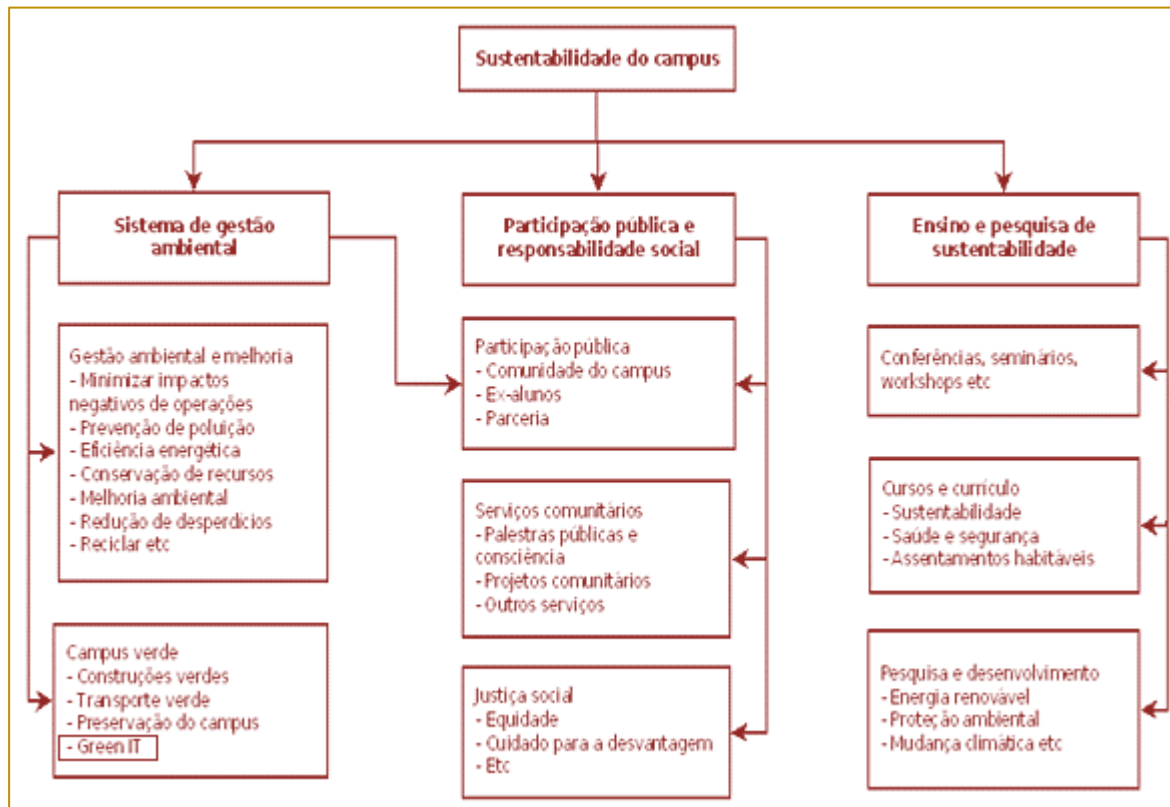 Sustentabilidade do campus
Sistema de gestão
ambiental
Participação pública e
responsabilidade social
Ensino e pesquisa de
sustentabilidade
Gestão ambiental e melhoria
- Minimizar impactos
negativos de operações
- Prevenção de poluição
- Eficiência energética
- Conservação de recursos
- Melhoria ambiental
- Redução de desperdícios
- Reciclar etc
Campus verde
- Construções verdes
- Transporte verde
- Preservação do campus
- Green IT
Participação pública
- Comunidade do campus
- Ex-alunos
- Parceria
Serviços comunitários
- Palestras públicas e
consciência
- Projetos comunitários
- Outros serviços
Justiça social
- Equidade
- Cuidado para a desvantagem
- Etc
Conferências, seminários,
workshops etc
Cursos e currículo
- Sustentabilidade
- Saúde e segurança
- Assentamentos habitáveis
Pesquisa e desenvolvimento
- Energia renovável
- Proteção ambiental
- Mudança climática etc